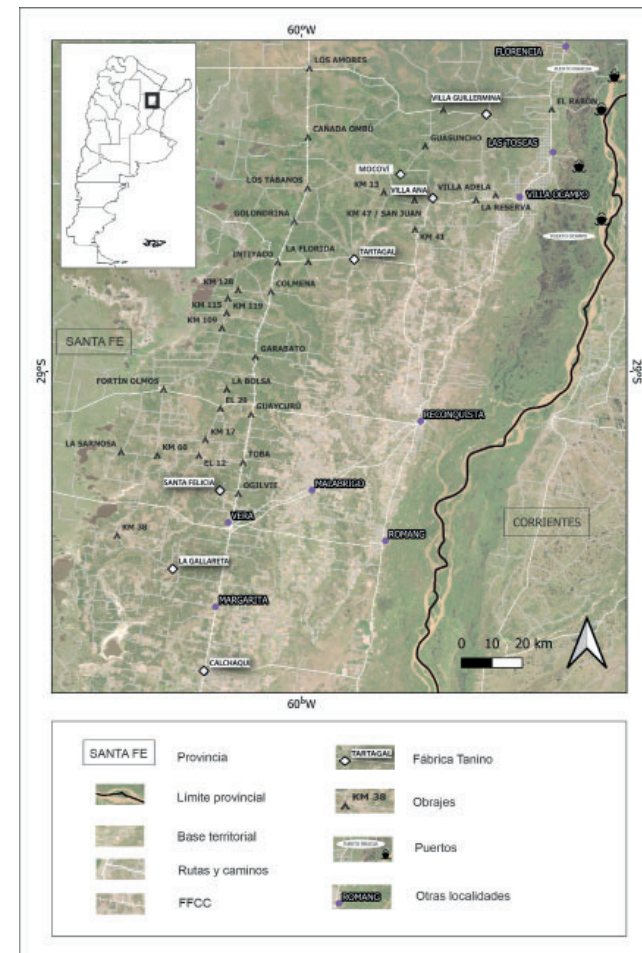 60°W
FLORENCIA
LOS AMORES
VILLA GUILLERMINA
EL RABÓN
CAÑADA OMBÚ
GUASUNCHO
LAS TOSCAS
MOCOVÍ
LOS TÁBANOS
KM 13
VILLA ANA
VILLA ADELA
VILLA OCAMPO
LA RESERVA
KM 47 / SAN JUAN
GOLONDRINA
KM 41
INTIYACO
LA FLORIDA
TARTAGAL
KM 128
COLMENA
KM 115
KM 119
KM 109
SANTA FE
GARABATO
29°S
29°S
FORTÍN OLMOS
LA BOLSA
EL 29
GUAYCURÚ
RECONQUISTA
KM 17
LA SARNOSA
KM 60
EL 12
TOBA
SANTA FELICIA
OGILVIE
MALABRIGO
VERA
CORRIENTES
KM 38
ROMANG
LA GALLARETA
MARGARITA
0 10 20 km
CALCHAQUI
60°W
SANTA FE
Provincia
TARTAGAL
Fábrica Tanino
Límite provincial
KM 38
Obrajes
Base territorial
Puertos
Rutas y caminos
ROMANG
Otras localidades
FFCC